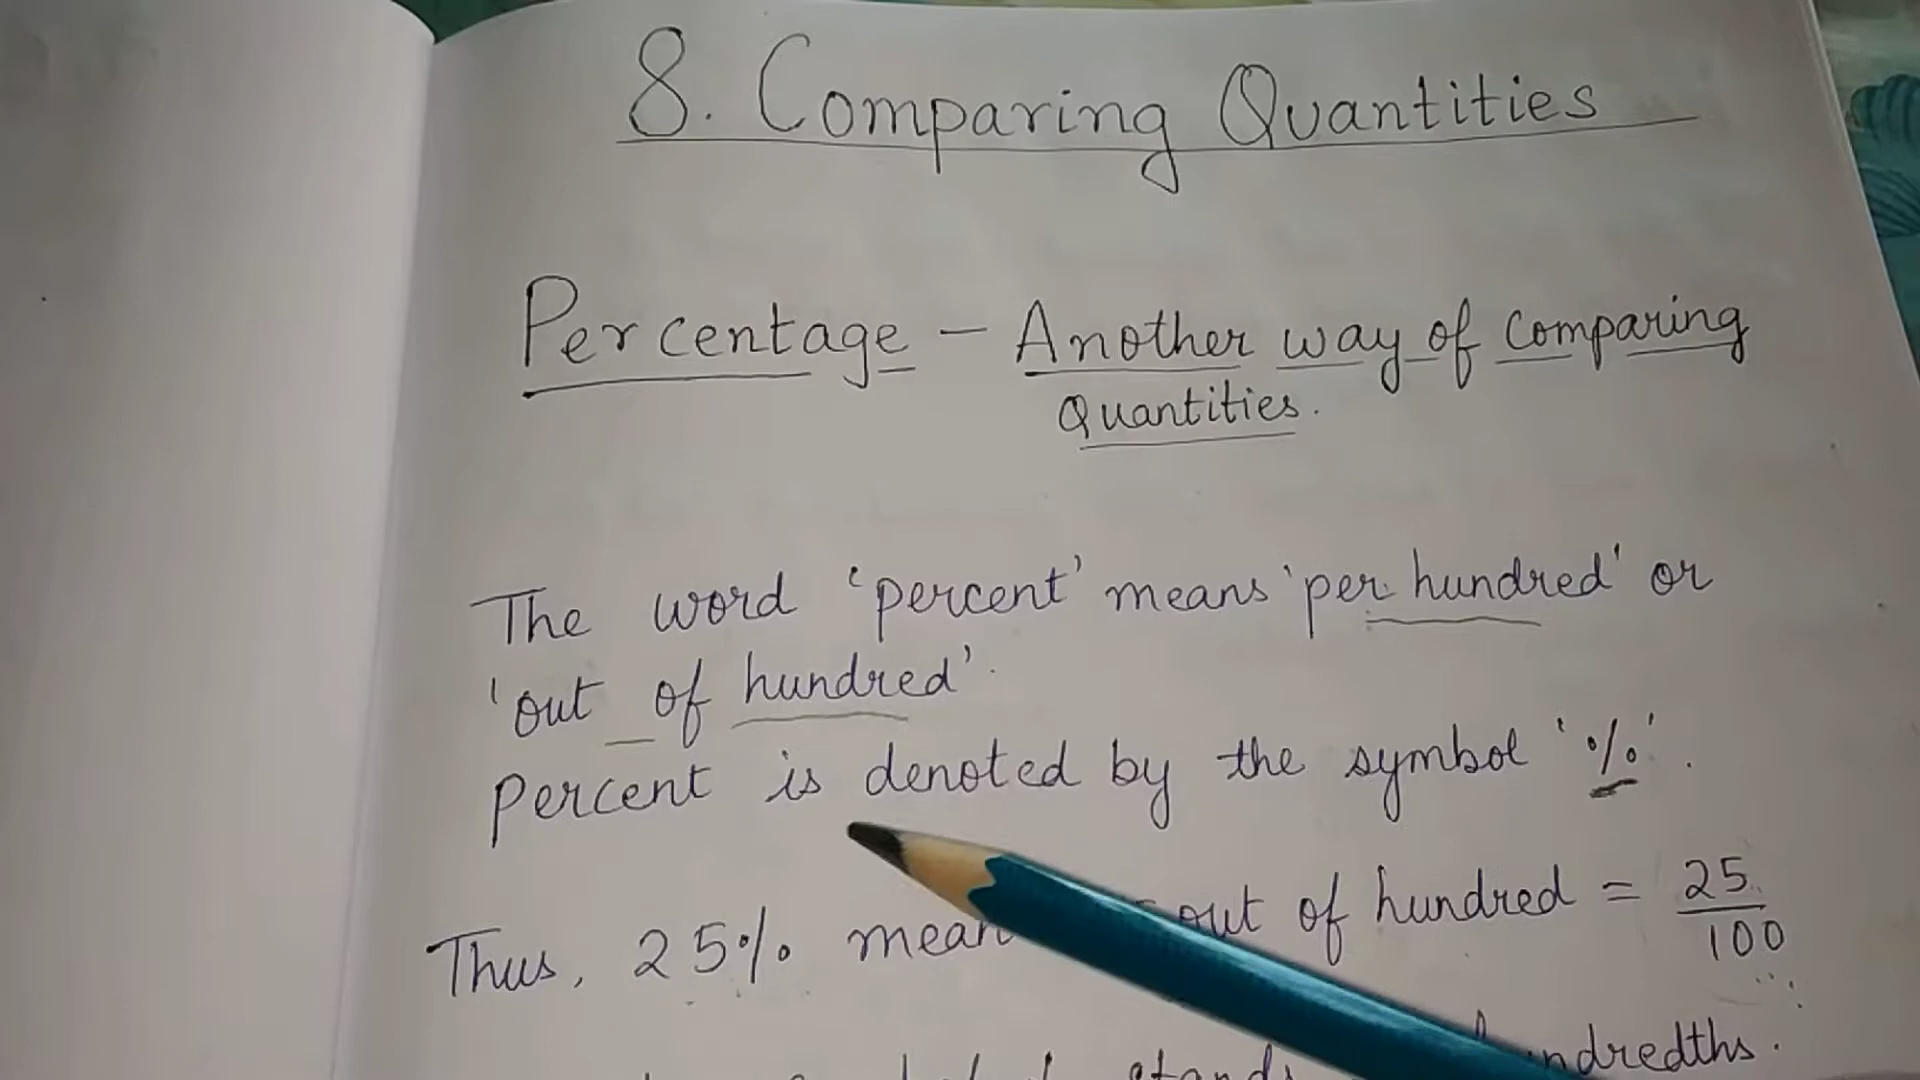 8. Comparing Quantities
Percentage - Another way of comparing
Quantities.
The word 'percent' means 'per hundred' or
'out of hundred'.
Percent is denoted by the symbol '%'.
Thus, 25% mean out of hundred = 25/100